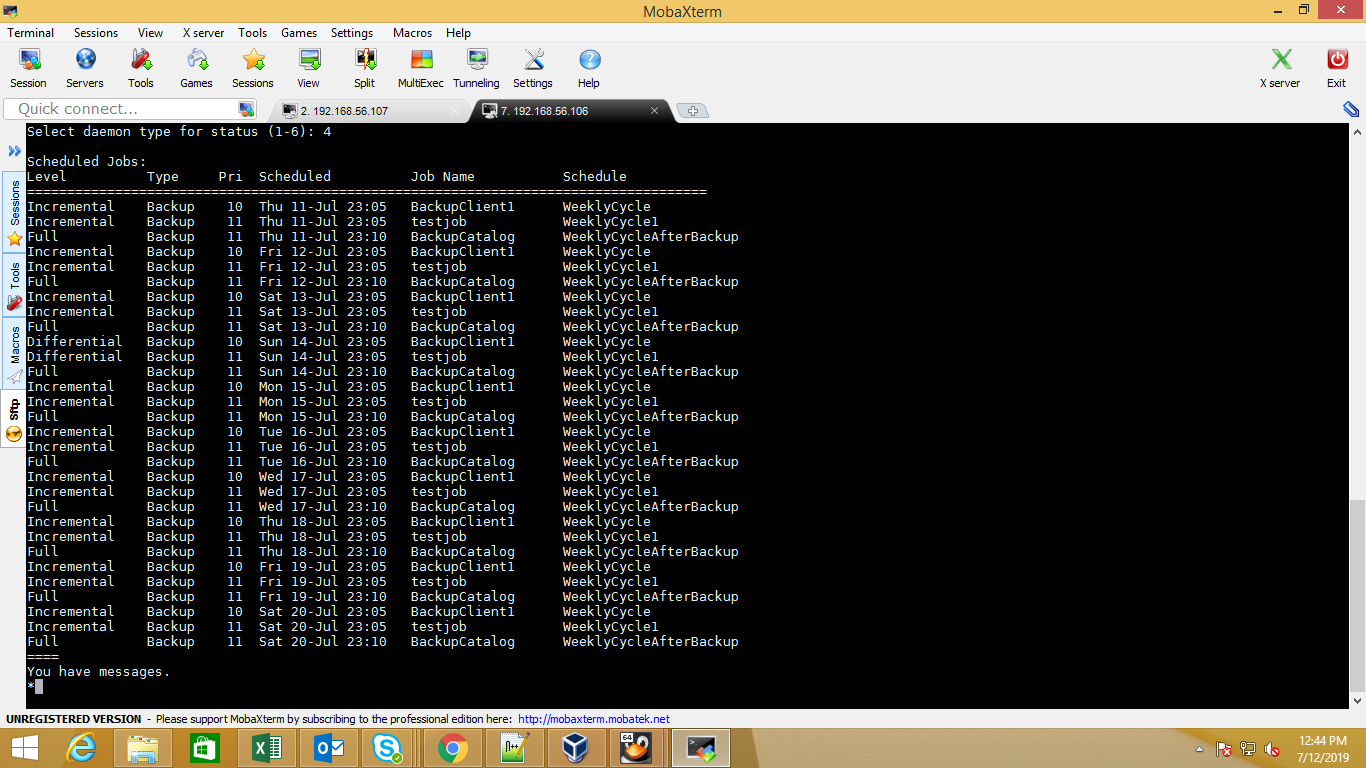 MobaXterm
Terminal Sessions View X server Tools Games Settings Macros Help
Session Servers Tools Games Sessions View Split MultiExec Tunneling Settings Help X server Exit
Quick connect... 2. 192.168.56.107 7. 192.168.56.106
Sessions
Tools
Macros
Sftp
Select daemon type for status (1-6): 4
Scheduled Jobs:
Level          Type     Pri  Scheduled          Job Name           Schedule
=====================================================================================
Incremental    Backup    10  Thu 11-Jul 23:05   BackupClient1      WeeklyCycle
Incremental    Backup    11  Thu 11-Jul 23:05   testjob            WeeklyCycle1
Full           Backup    11  Thu 11-Jul 23:10   BackupCatalog      WeeklyCycleAfterBackup
Incremental    Backup    10  Fri 12-Jul 23:05   BackupClient1      WeeklyCycle
Incremental    Backup    11  Fri 12-Jul 23:05   testjob            WeeklyCycle1
Full           Backup    11  Fri 12-Jul 23:10   BackupCatalog      WeeklyCycleAfterBackup
Incremental    Backup    10  Sat 13-Jul 23:05   BackupClient1      WeeklyCycle
Incremental    Backup    11  Sat 13-Jul 23:05   testjob            WeeklyCycle1
Full           Backup    11  Sat 13-Jul 23:10   BackupCatalog      WeeklyCycleAfterBackup
Differential   Backup    10  Sun 14-Jul 23:05   BackupClient1      WeeklyCycle
Differential   Backup    11  Sun 14-Jul 23:05   testjob            WeeklyCycle1
Full           Backup    11  Sun 14-Jul 23:10   BackupCatalog      WeeklyCycleAfterBackup
Incremental    Backup    10  Mon 15-Jul 23:05   BackupClient1      WeeklyCycle
Incremental    Backup    11  Mon 15-Jul 23:05   testjob            WeeklyCycle1
Full           Backup    11  Mon 15-Jul 23:10   BackupCatalog      WeeklyCycleAfterBackup
Incremental    Backup    10  Tue 16-Jul 23:05   BackupClient1      WeeklyCycle
Incremental    Backup    11  Tue 16-Jul 23:05   testjob            WeeklyCycle1
Full           Backup    11  Tue 16-Jul 23:10   BackupCatalog      WeeklyCycleAfterBackup
Incremental    Backup    10  Wed 17-Jul 23:05   BackupClient1      WeeklyCycle
Incremental    Backup    11  Wed 17-Jul 23:05   testjob            WeeklyCycle1
Full           Backup    11  Wed 17-Jul 23:10   BackupCatalog      WeeklyCycleAfterBackup
Incremental    Backup    10  Thu 18-Jul 23:05   BackupClient1      WeeklyCycle
Incremental    Backup    11  Thu 18-Jul 23:05   testjob            WeeklyCycle1
Full           Backup    11  Thu 18-Jul 23:10   BackupCatalog      WeeklyCycleAfterBackup
Incremental    Backup    10  Fri 19-Jul 23:05   BackupClient1      WeeklyCycle
Incremental    Backup    11  Fri 19-Jul 23:05   testjob            WeeklyCycle1
Full           Backup    11  Fri 19-Jul 23:10   BackupCatalog      WeeklyCycleAfterBackup
Incremental    Backup    10  Sat 20-Jul 23:05   BackupClient1      WeeklyCycle
Incremental    Backup    11  Sat 20-Jul 23:05   testjob            WeeklyCycle1
Full           Backup    11  Sat 20-Jul 23:10   BackupCatalog      WeeklyCycleAfterBackup
====
You have messages.
*
UNREGISTERED VERSION - Please support MobaXterm by subscribing to the professional edition here: http://mobaxterm.mobatek.net
64
12:44 PM
7/12/2019